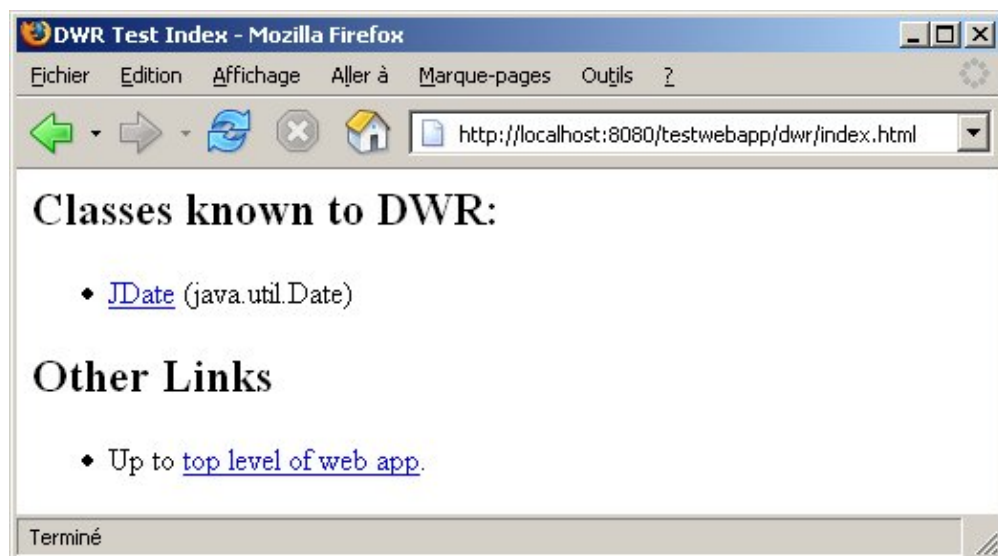 DWR Test Index - Mozilla Firefox
Fichier Edition Affichage Aller à Marque-pages Outils ?
http://localhost:8080/testwebapp/dwr/index.html
Classes known to DWR:
• JDate (java.util.Date)
Other Links
• Up to top level of web app.
Terminé